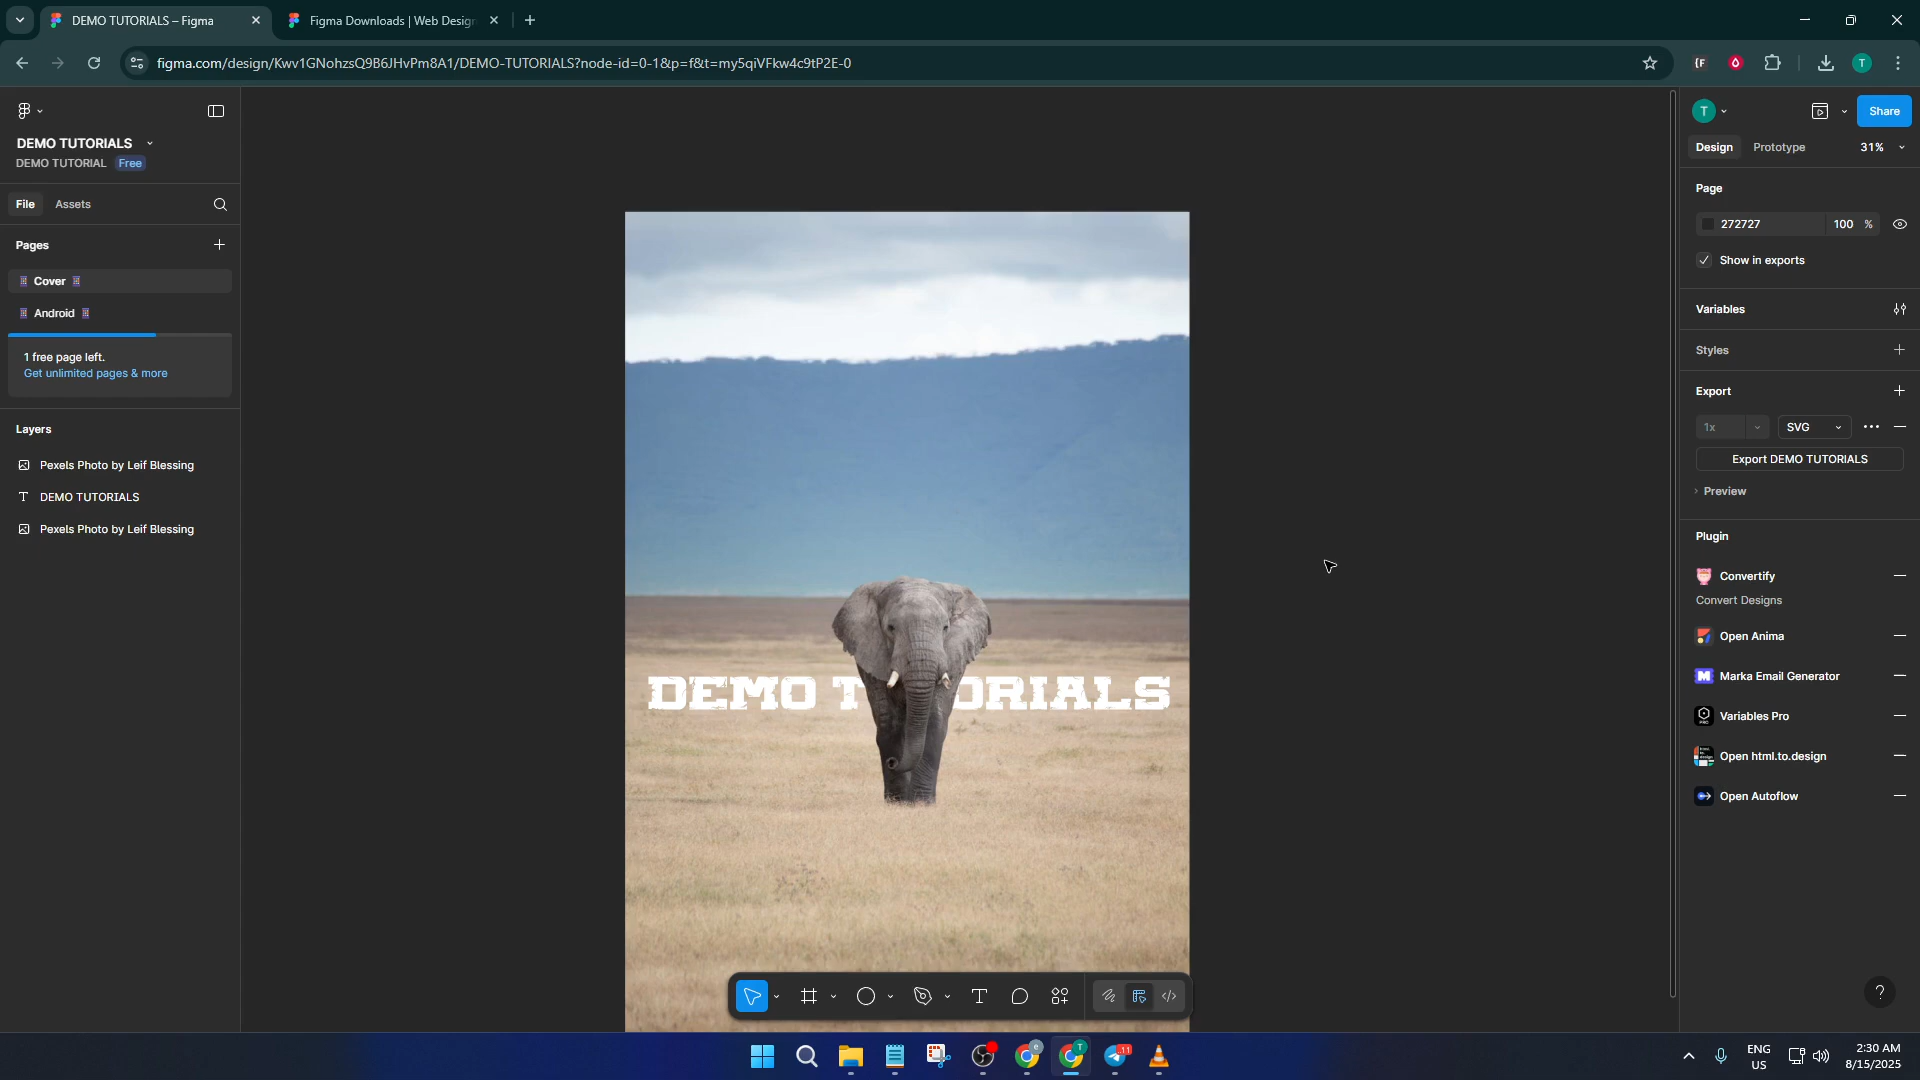 DEMO TUTORIALS – Figma
Figma Downloads | Web Design
figma.com/design/Kwv1GNohzsQ9B6JHvPm8A1/DEMO-TUTORIALS?node-id=0-1&p=f&t=my5qiVFkw4c9tP2E-0
T
DEMO TUTORIALS
DEMO TUTORIAL Free
File Assets
Pages
Cover
Android
1 free page left.
Get unlimited pages & more
Layers
Pexels Photo by Leif Blessing
DEMO TUTORIALS
Pexels Photo by Leif Blessing
DEMO T ORIALS
T Share
Design Prototype 31%
Page
272727 100 %
Show in exports
Variables
Styles
Export
1x SVG
Export DEMO TUTORIALS
Preview
Plugin
Convertify
Convert Designs
Open Anima
Marka Email Generator
Variables Pro
Open html.to.design
Open Autoflow
?
ENG
US
2:30 AM
8/15/2025